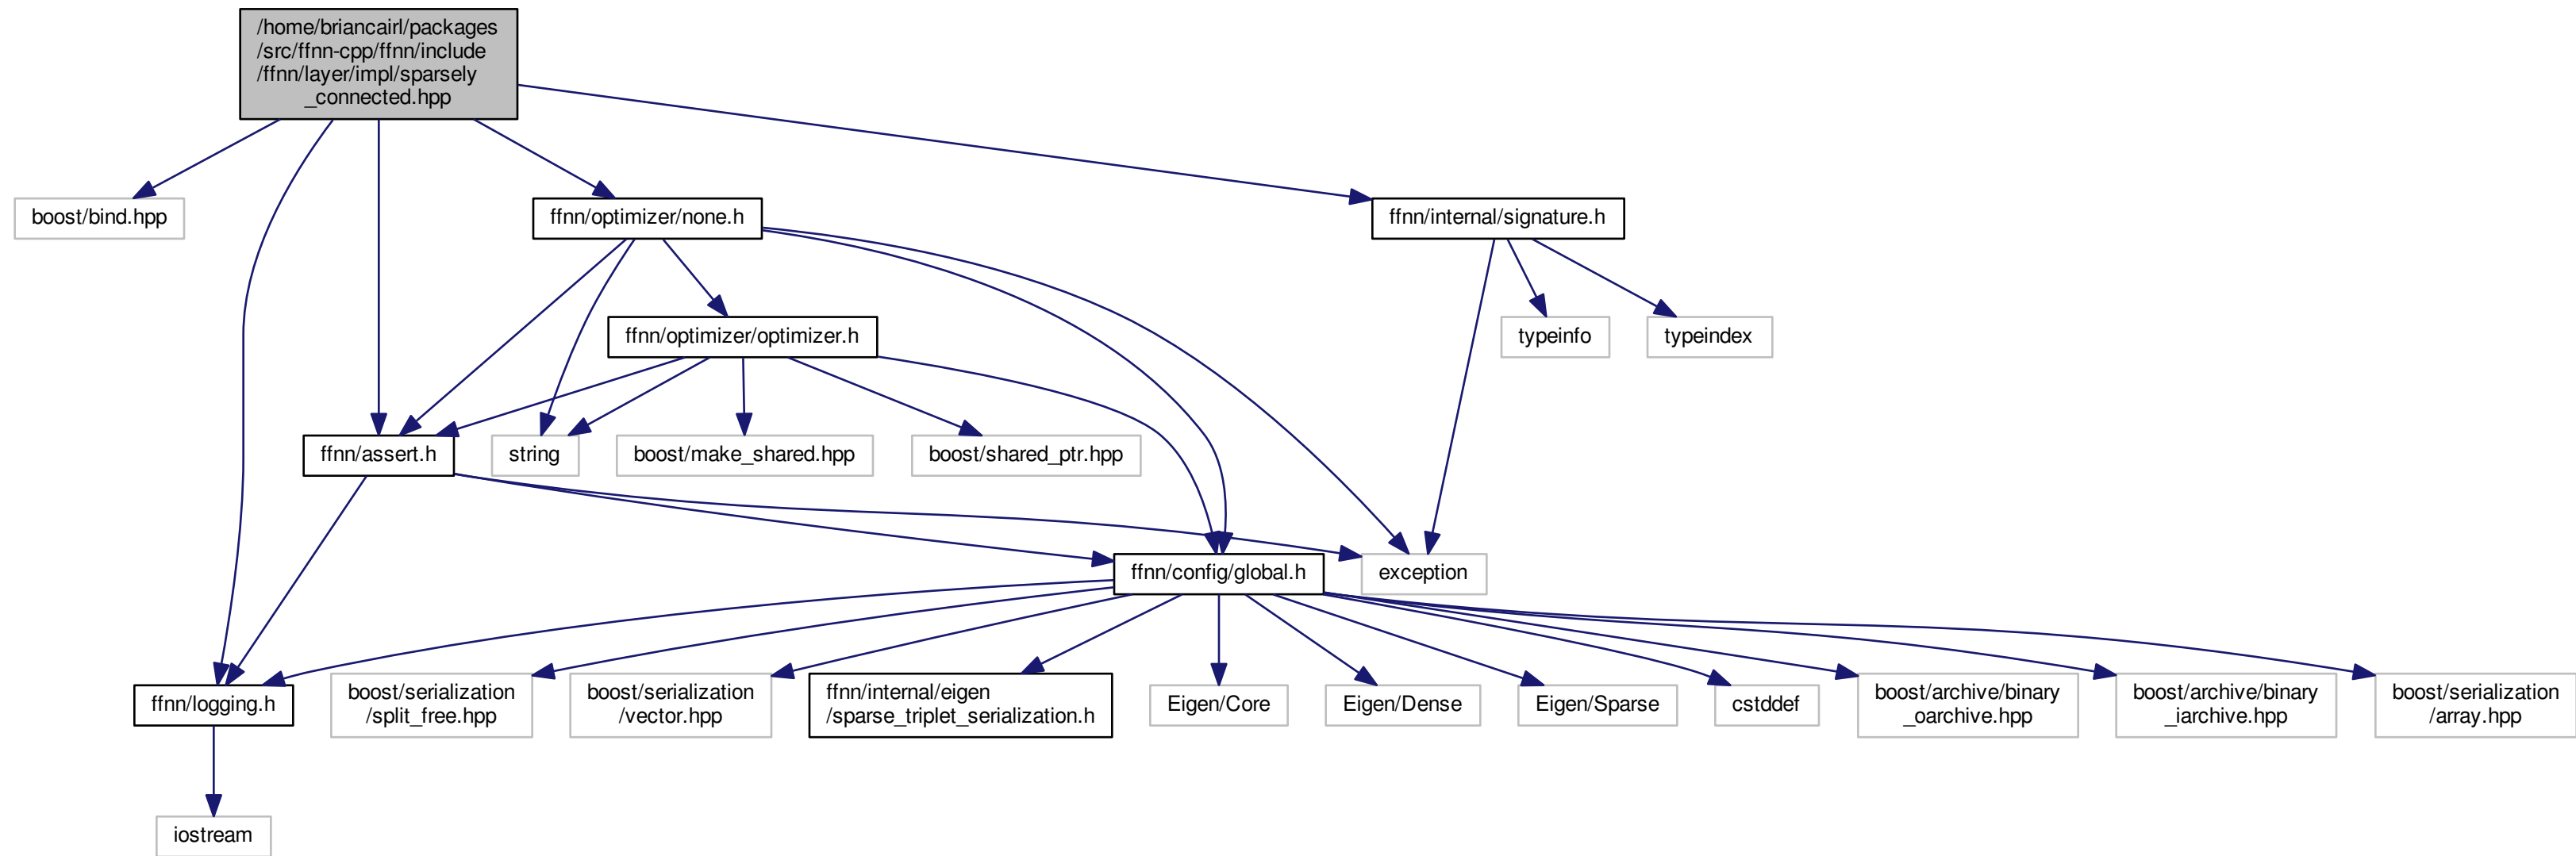 /home/briancairl/packages
/src/ffnn-cpp/ffnn/include
/ffnn/layer/impl/sparsely
_connected.hpp
boost/bind.hpp
ffnn/optimizer/none.h
ffnn/internal/signature.h
ffnn/optimizer/optimizer.h
typeinfo
typeindex
ffnn/assert.h
string
boost/make_shared.hpp
boost/shared_ptr.hpp
ffnn/config/global.h
exception
ffnn/logging.h
boost/serialization
/split_free.hpp
boost/serialization
/vector.hpp
ffnn/internal/eigen
/sparse_triplet_serialization.h
Eigen/Core
Eigen/Dense
Eigen/Sparse
cstddef
boost/archive/binary
_oarchive.hpp
boost/archive/binary
_iarchive.hpp
boost/serialization
/array.hpp
iostream